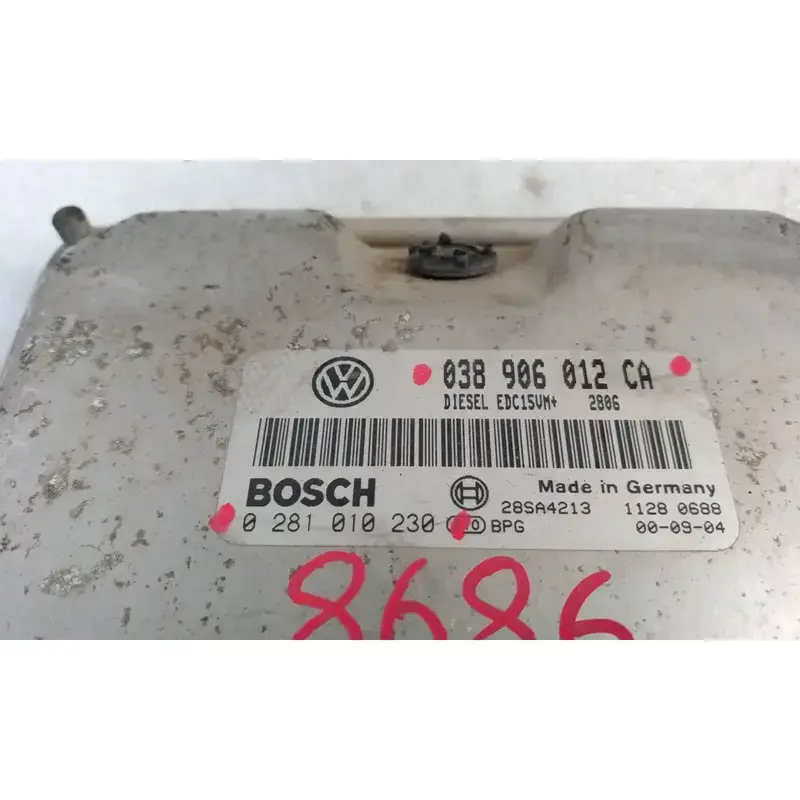 038 906 012 CA
DIESEL EDC15VM+ 2806
BOSCH
Made in Germany
28SA4213 1128 0688
0 281 010 230 BPG 00-09-04
8686